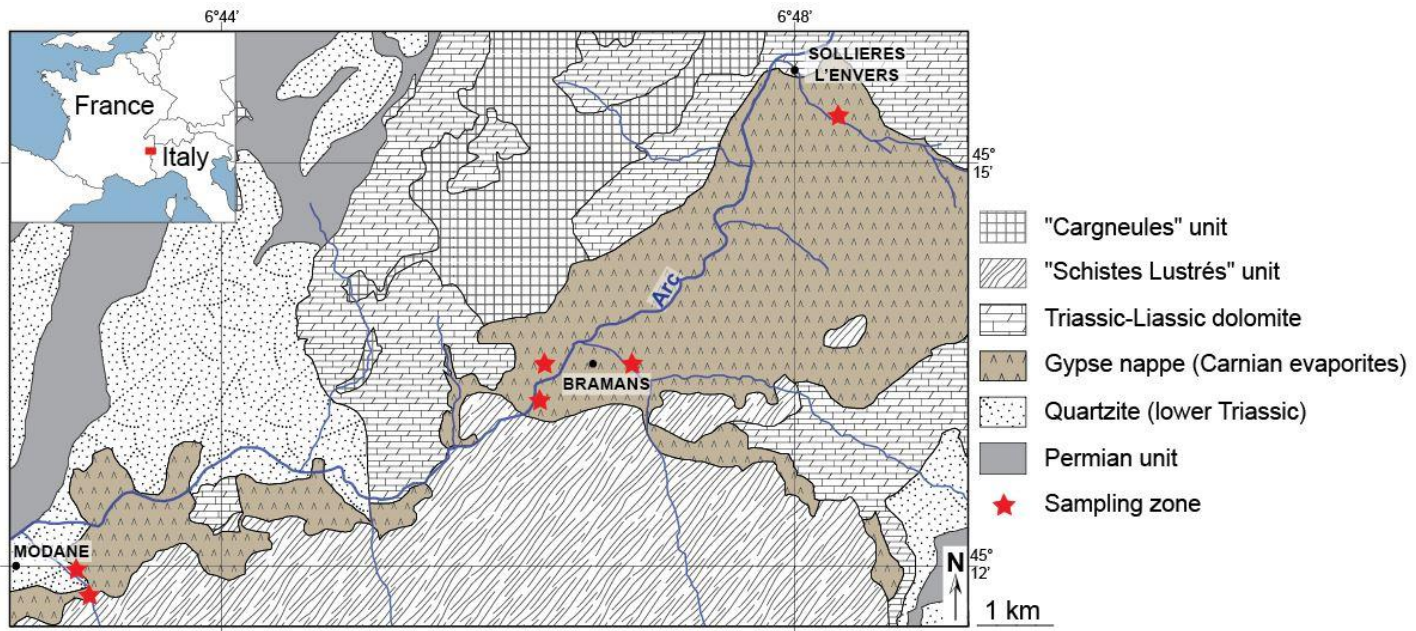 6°44'
6°48'
France
Italy
SOLLIERES
L'ENVERS
45°
15'
Arc
BRAMANS
MODANE
N
45°
12'
1 km
"Cargneules" unit
"Schistes Lustrés" unit
Triassic-Liassic dolomite
Gypse nappe (Carnian evaporites)
Quartzite (lower Triassic)
Permian unit
Sampling zone